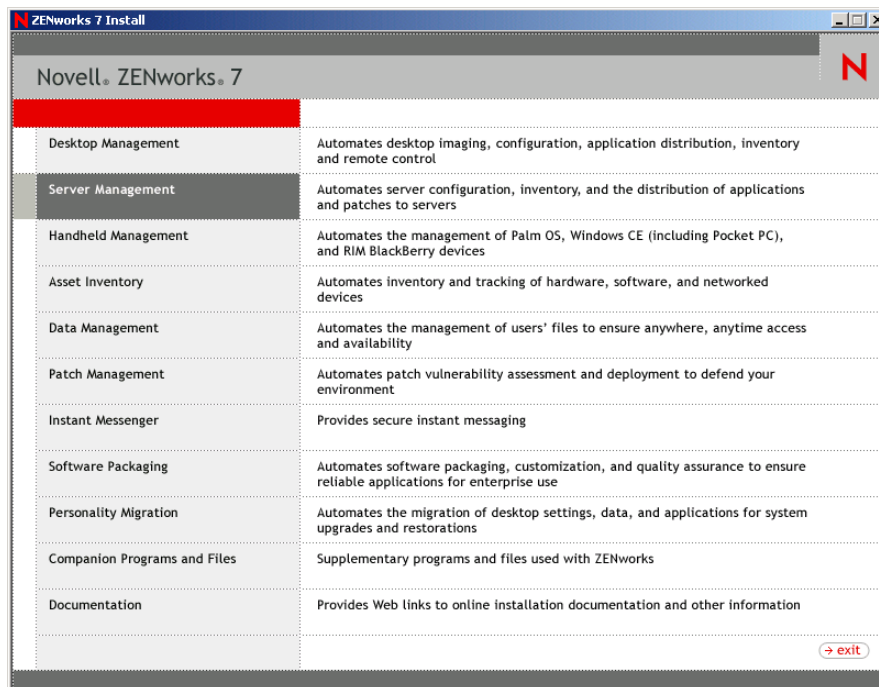 N ZENworks 7 Install
Novell® ZENworks® 7
N
Desktop Management
Automates desktop imaging, configuration, application distribution, inventory
and remote control
Server Management
Automates server configuration, inventory, and the distribution of applications
and patches to servers
Handheld Management
Automates the management of Palm OS, Windows CE (including Pocket PC),
and RIM BlackBerry devices
Asset Inventory
Automates inventory and tracking of hardware, software, and networked
devices
Data Management
Automates the management of users' files to ensure anywhere, anytime access
and availability
Patch Management
Automates patch vulnerability assessment and deployment to defend your
environment
Instant Messenger
Provides secure instant messaging
Software Packaging
Automates software packaging, customization, and quality assurance to ensure
reliable applications for enterprise use
Personality Migration
Automates the migration of desktop settings, data, and applications for system
upgrades and restorations
Companion Programs and Files
Supplementary programs and files used with ZENworks
Documentation
Provides Web links to online installation documentation and other information
→ exit